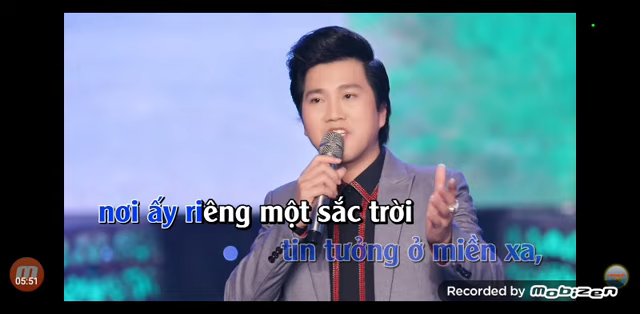 nơi ấy riêng một sắc trời
tin tưởng ở miền xa,
05:51
Recorded by
mobizen